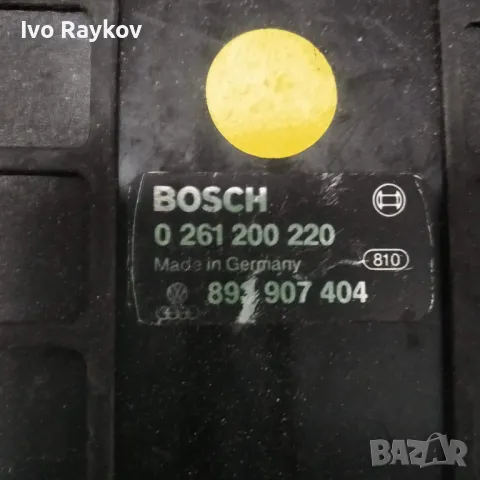 Ivo Raykov
BOSCH
0 261 200 220
Made in Germany
810
907 404
BAZAR